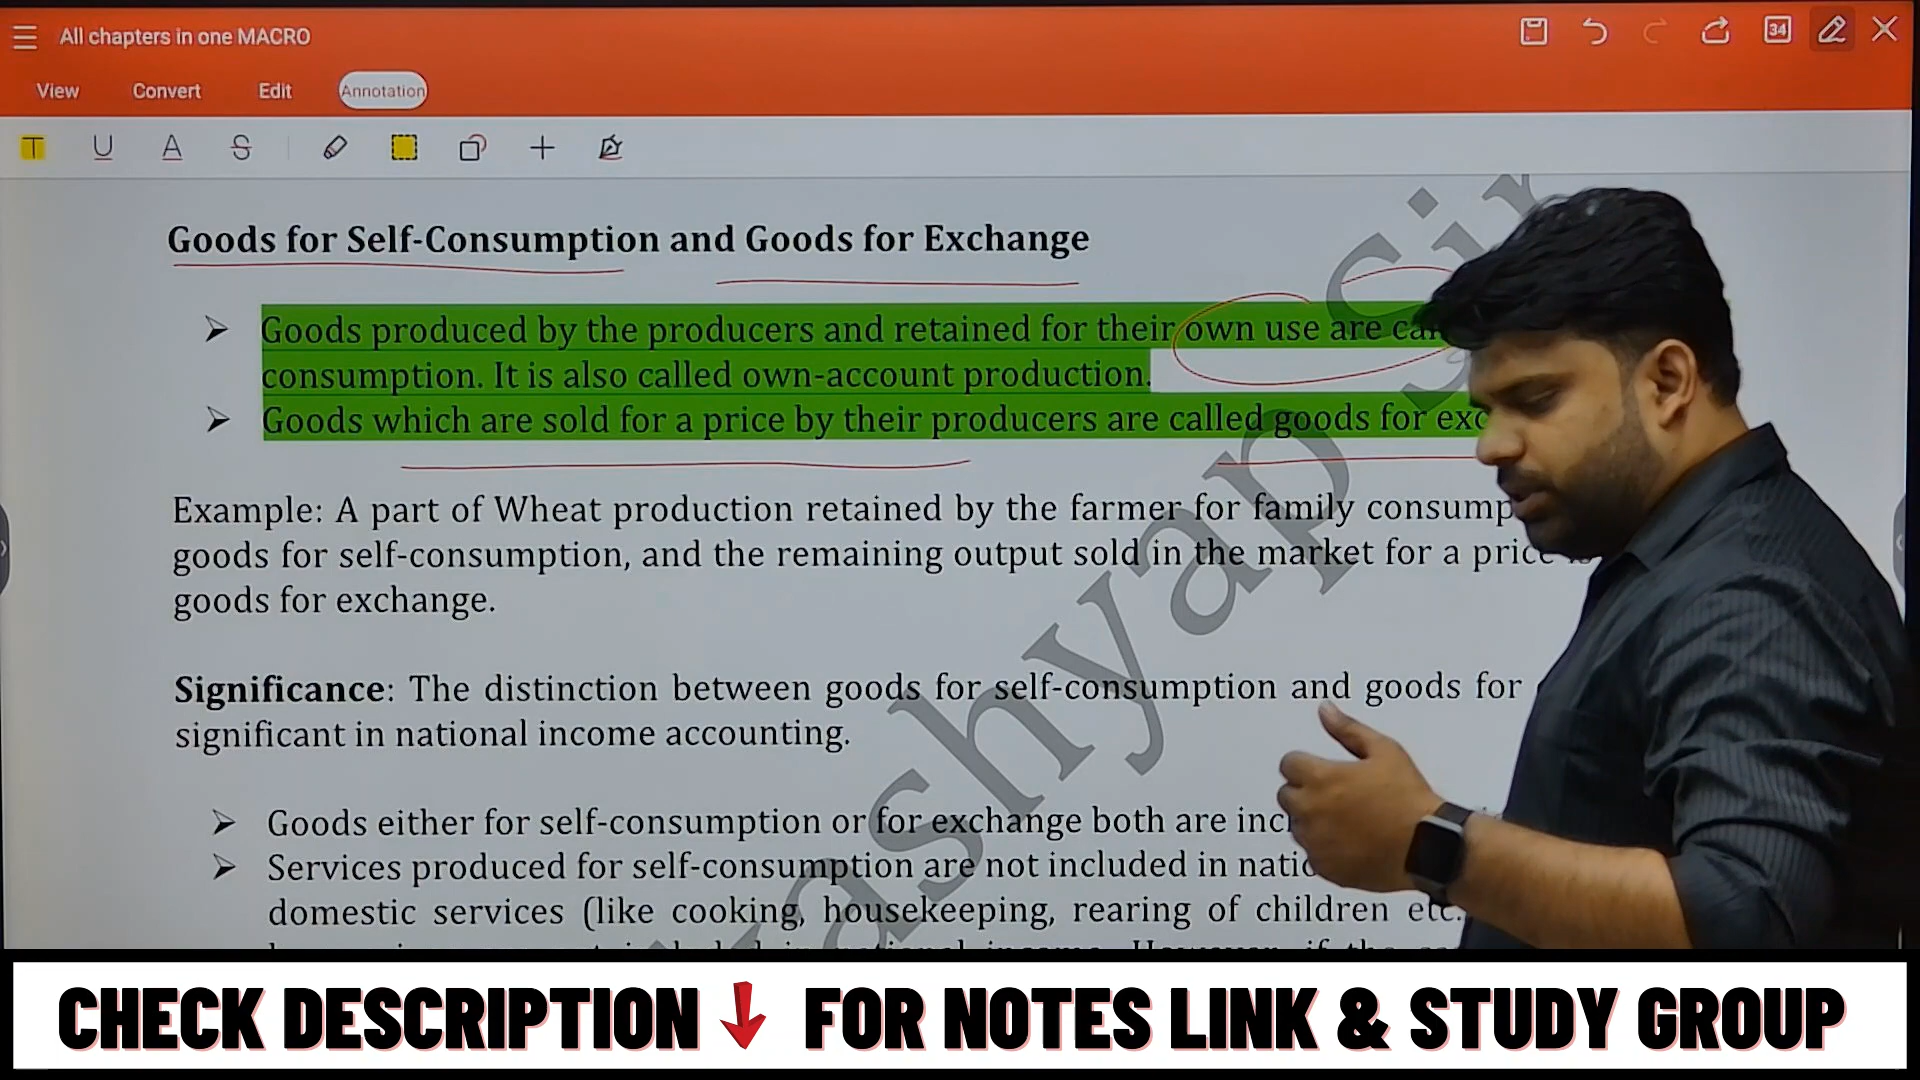 All chapters in one MACRO
34
View Convert Edit Annotation
T U A S
Goods for Self-Consumption and Goods for Exchange
Goods produced by the producers and retained for their own use are
consumption. It is also called own-account production.
Goods which are sold for a price by their producers are called goods for
Example: A part of Wheat production retained by the farmer for family
goods for self-consumption, and the remaining output sold in the market for a price
goods for exchange.
Significance: The distinction between goods for self-consumption and goods for
significant in national income accounting.
Goods either for self-consumption or for exchange both are
Services produced for self-consumption are not included in
domestic services (like cooking, housekeeping, rearing of children etc.
Kashyap Sir
CHECK DESCRIPTION FOR NOTES LINK & STUDY GROUP